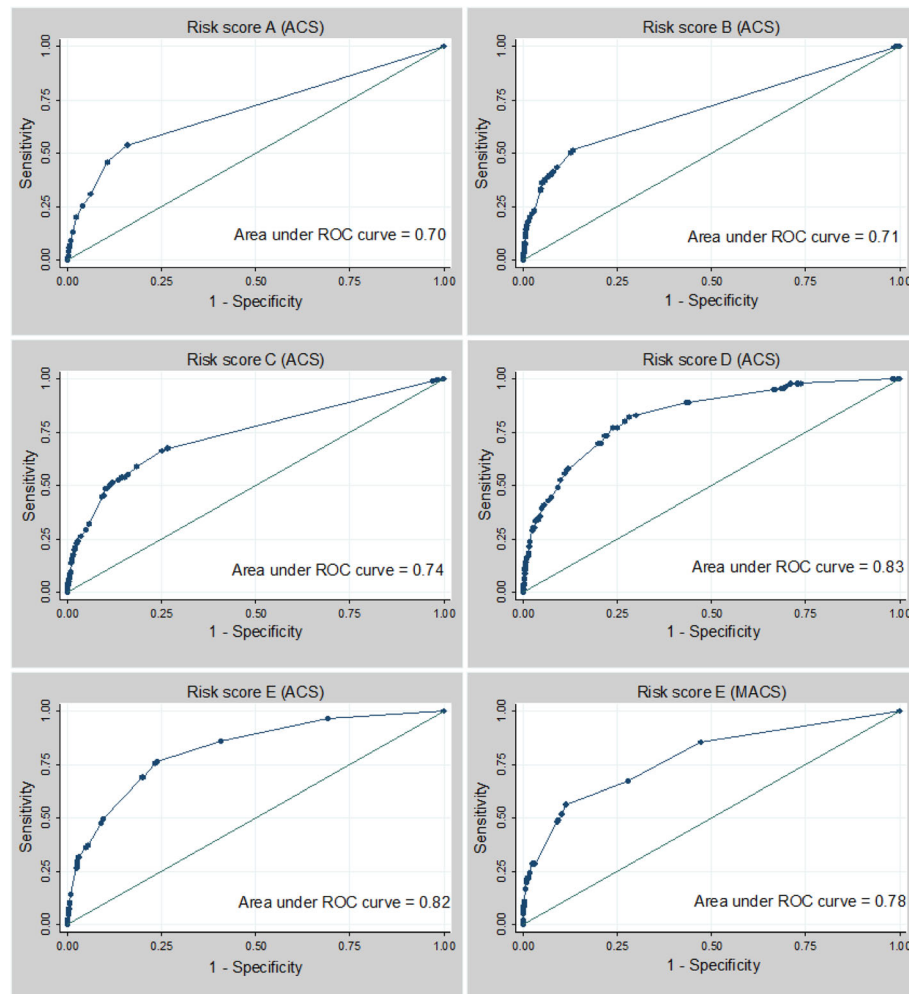 Risk score A (ACS)
Sensitivity
0.00 0.25 0.50 0.75 1.00
Area under ROC curve = 0.70
0.00 0.25 0.50 0.75 1.00
1 - Specificity
Risk score B (ACS)
Sensitivity
0.00 0.25 0.50 0.75 1.00
Area under ROC curve = 0.71
0.00 0.25 0.50 0.75 1.00
1 - Specificity
Risk score C (ACS)
Sensitivity
0.00 0.25 0.50 0.75 1.00
Area under ROC curve = 0.74
0.00 0.25 0.50 0.75 1.00
1 - Specificity
Risk score D (ACS)
Sensitivity
0.00 0.25 0.50 0.75 1.00
Area under ROC curve = 0.83
0.00 0.25 0.50 0.75 1.00
1 - Specificity
Risk score E (ACS)
Sensitivity
0.00 0.25 0.50 0.75 1.00
Area under ROC curve = 0.82
0.00 0.25 0.50 0.75 1.00
1 - Specificity
Risk score E (MACS)
Sensitivity
0.00 0.25 0.50 0.75 1.00
Area under ROC curve = 0.78
0.00 0.25 0.50 0.75 1.00
1 - Specificity